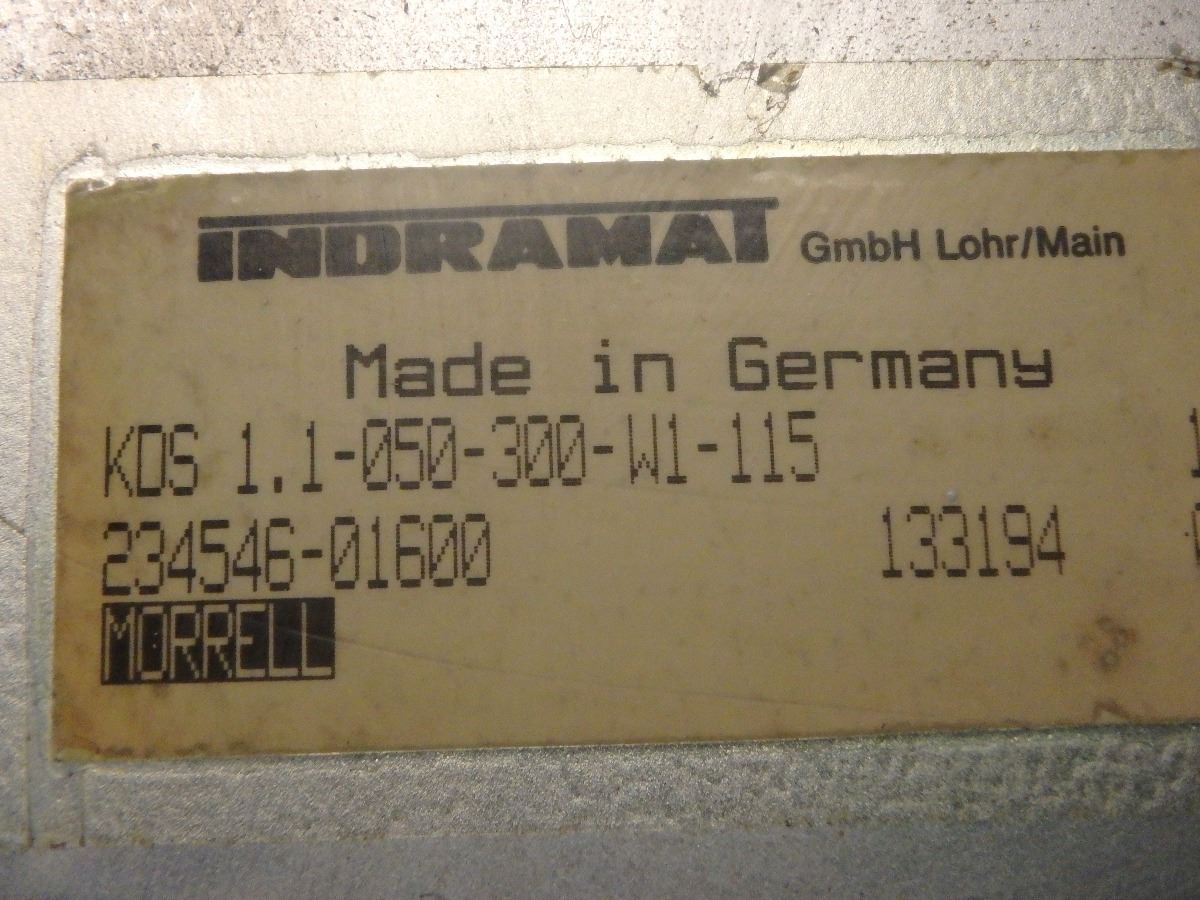 INDRAMAT GmbH Lohr/Main
Made in Germany
KDS 1.1-050-300-W1-115
234546-01600 133194
MORRELL